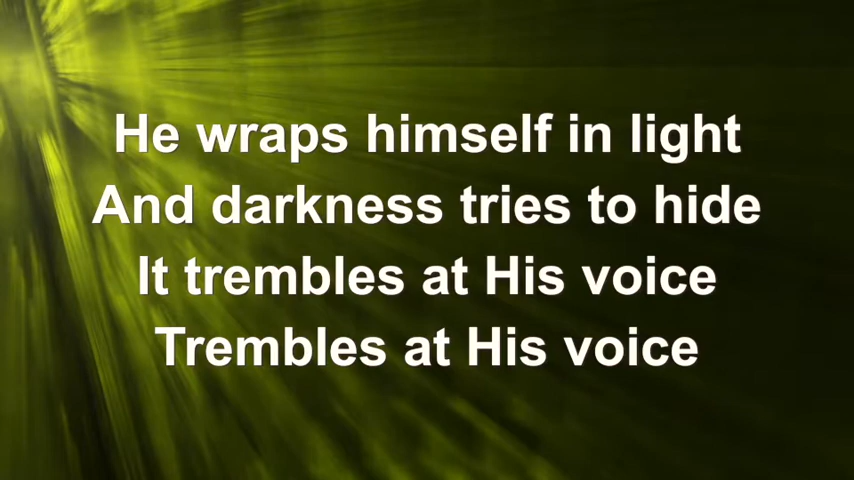 He wraps himself in light
And darkness tries to hide
It trembles at His voice
Trembles at His voice